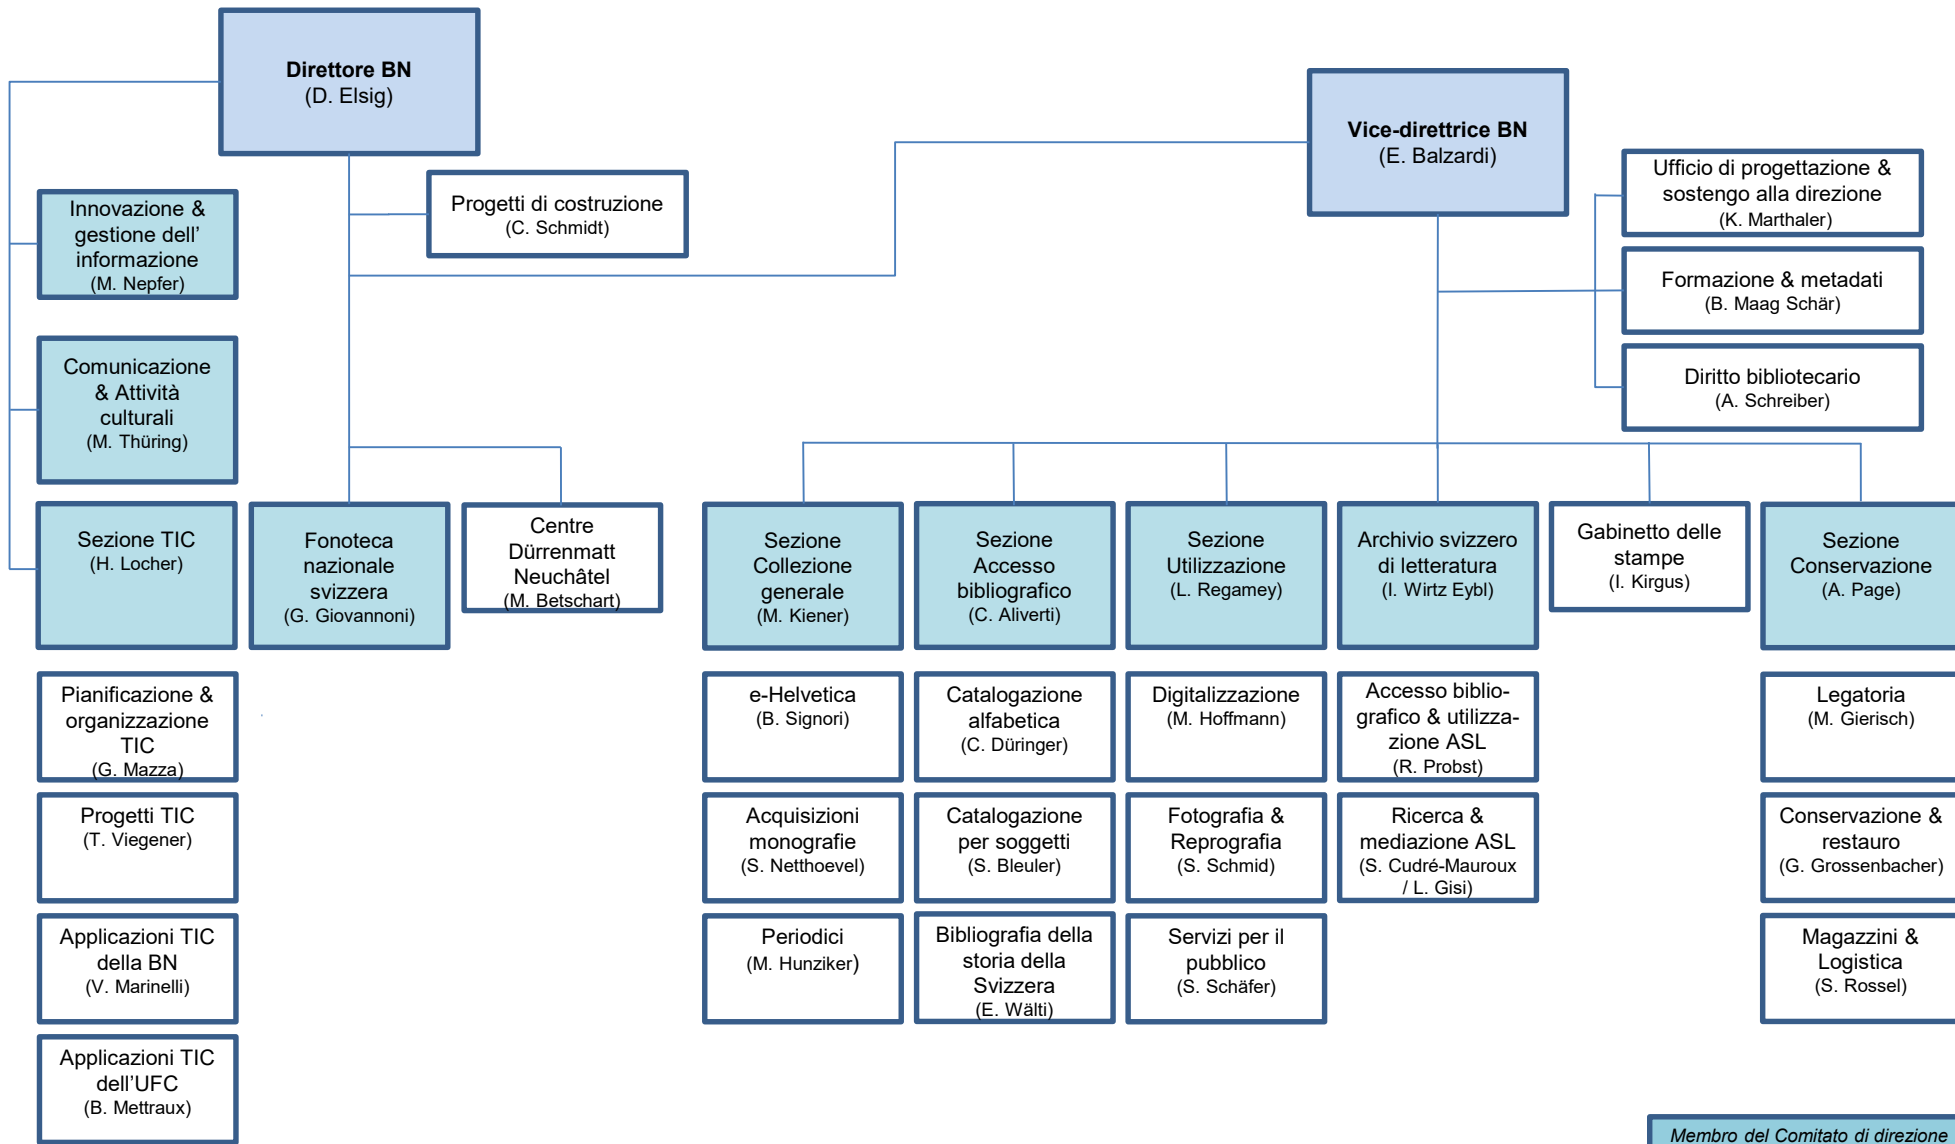 Direttore BN
(D. Elsig)
Vice-direttrice BN
(E. Balzardi)
Ufficio di progettazione &
sostengo alla direzione
(K. Marthaler)
Progetti di costruzione
(C. Schmidt)
Innovazione &
gestione dell’
informazione
(M. Nepfer)
Formazione & metadati
(B. Maag Schär)
Comunicazione
& Attività
culturali
(M. Thüring)
Diritto bibliotecario
(A. Schreiber)
Sezione TIC
(H. Locher)
Fonoteca
nazionale
svizzera
(G. Giovannoni)
Centre
Dürrenmatt
Neuchâtel
(M. Betschart)
Sezione
Collezione
generale
(M. Kiener)
Sezione
Accesso
bibliografico
(C. Aliverti)
Sezione
Utilizzazione
(L. Regamey)
Archivio svizzero
di letteratura
(I. Wirtz Eybl)
Gabinetto delle
stampe
(I. Kirgus)
Sezione
Conservazione
(A. Page)
Pianificazione &
organizzazione
TIC
(G. Mazza)
e-Helvetica
(B. Signori)
Catalogazione
alfabetica
(C. Düringer)
Digitalizzazione
(M. Hoffmann)
Accesso biblio-
grafico & utilizza-
zione ASL
(R. Probst)
Legatoria
(M. Gierisch)
Progetti TIC
(T. Viegener)
Acquisizioni
monografie
(S. Netthoevel)
Catalogazione
per soggetti
(S. Bleuler)
Fotografia &
Reprografia
(S. Schmid)
Ricerca &
mediazione ASL
(S. Cudré-Mauroux
/ L. Gisi)
Conservazione &
restauro
(G. Grossenbacher)
Applicazioni TIC
della BN
(V. Marinelli)
Periodici
(M. Hunziker)
Bibliografia della
storia della
Svizzera
(E. Wälti)
Servizi per il
pubblico
(S. Schäfer)
Magazzini &
Logistica
(S. Rossel)
Applicazioni TIC
dell’UFC
(B. Mettraux)
Membro del Comitato di direzione